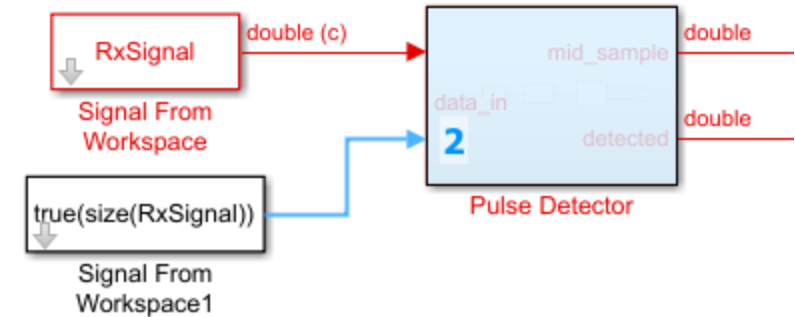 RxSignal
double (c)
Signal From
Workspace
true(size(RxSignal))
Signal From
Workspace1
mid_sample
data_in
2
detected
Pulse Detector
double
double